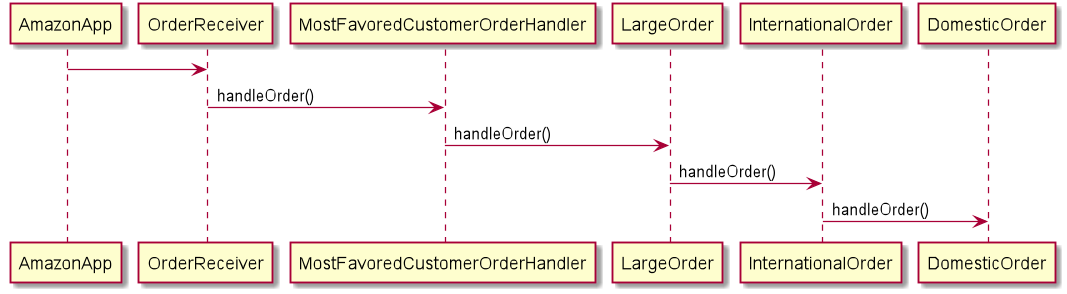 AmazonApp OrderReceiver MostFavoredCustomerOrderHandler LargeOrder InternationalOrder DomesticOrder
handleOrder()
handleOrder()
handleOrder()
handleOrder()
AmazonApp OrderReceiver MostFavoredCustomerOrderHandler LargeOrder InternationalOrder DomesticOrder